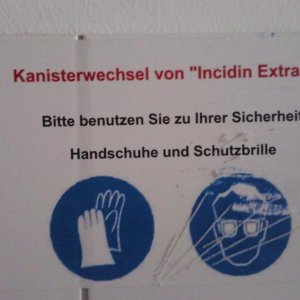 Kanisterwechsel von "Incidin Extra
Bitte benutzen Sie zu Ihrer Sicherheit
Handschuhe und Schutzbrille